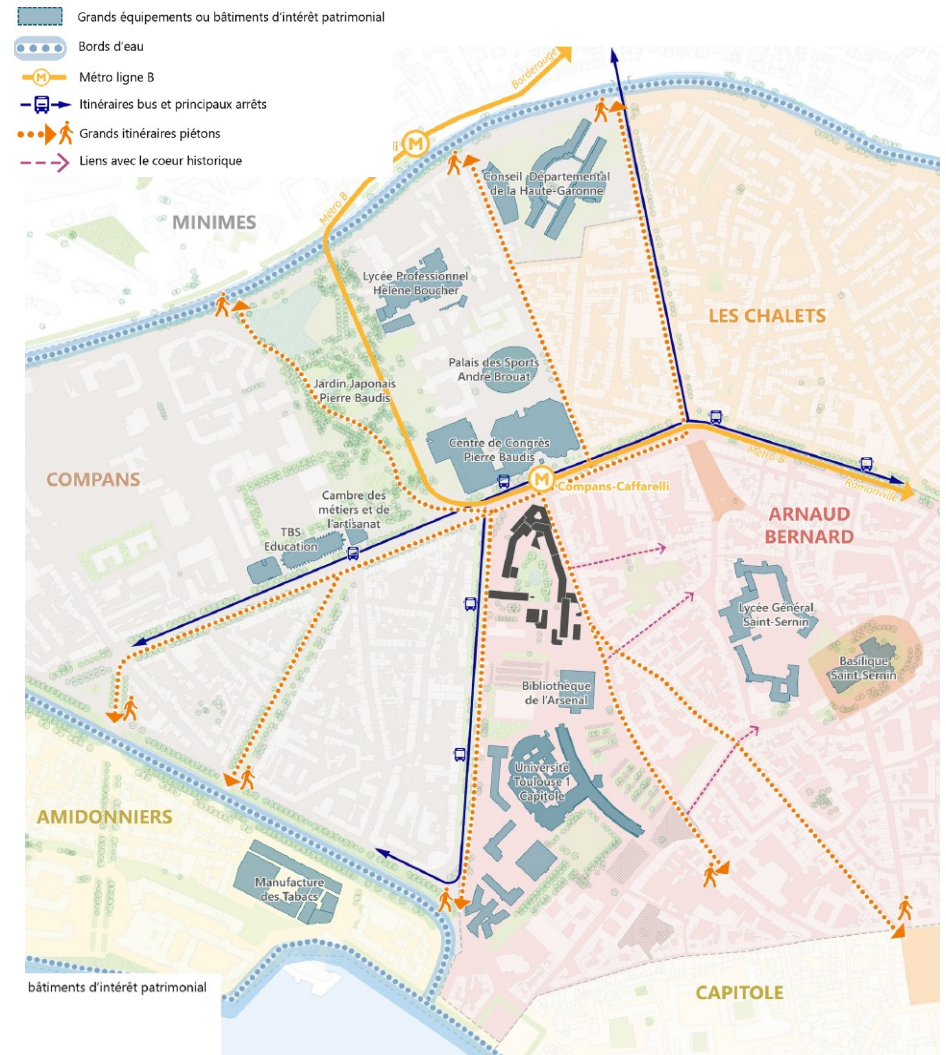 Grands équipements ou bâtiments d'intérêt patrimonial
Bords d'eau
M
Métro ligne B
Itinéraires bus et principaux arrêts
Grands itinéraires piétons
Liens avec le coeur historique
Borderouge
M
Métro B
MINIMES
Conseil Départemental
de la Haute-Garonne
Lycée Professionnel
Hélène Boucher
LES CHALETS
Palais des Sports
André Brouat
Jardin Japonais
Pierre Baudis
Centre de Congrès
Pierre Baudis
COMPANS
M
Compans-Caffarelli
Métro B
Ramonville
Cambre des
métiers et de
l'artisanat
TBS
Education
ARNAUD
BERNARD
Lycée Général
Saint-Sernin
Basilique
Saint-Sernin
Bibliothèque
de l'Arsenal
Université
Toulouse 1
Capitole
AMIDONNIERS
Manufacture
des Tabacs
bâtiments d'intérêt patrimonial
CAPITOLE